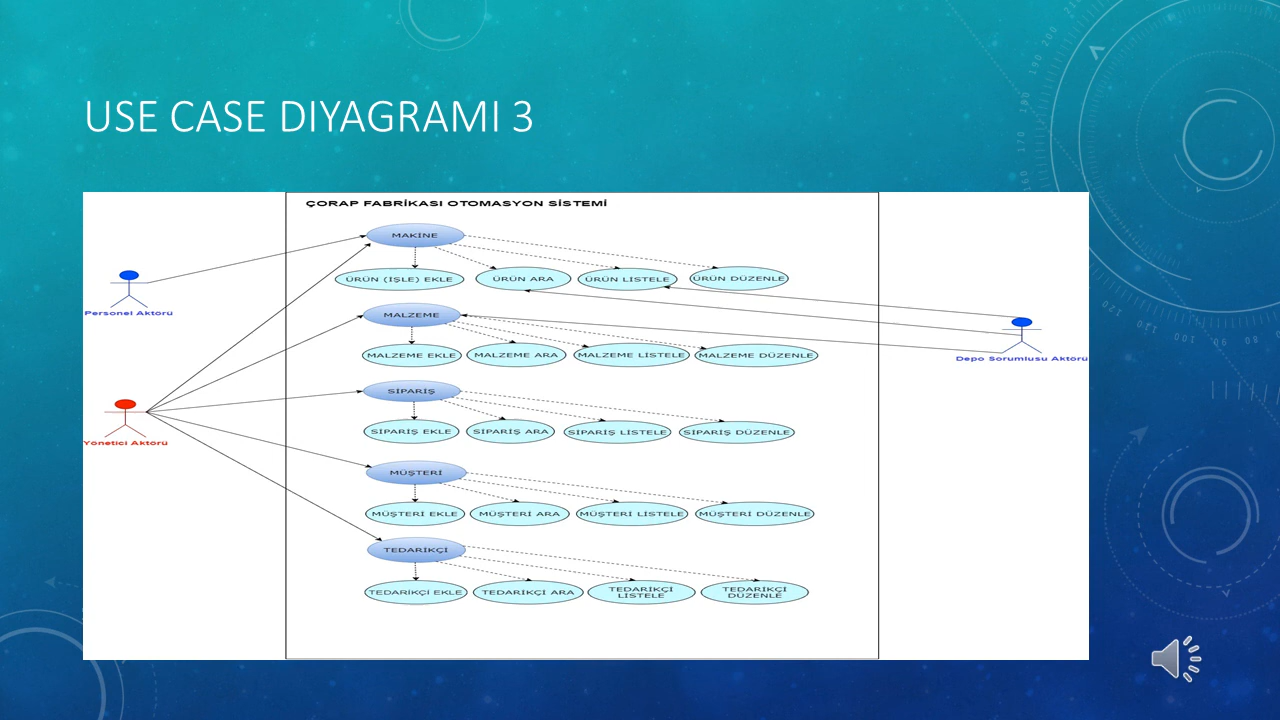 USE CASE DIYAGRAMI 3
ÇORAP FABRİKASI OTOMASYON SİSTEMİ
MAKİNE
ÜRÜN (İŞLE) EKLE
ÜRÜN ARA
ÜRÜN LİSTELE
ÜRÜN DÜZENLE
Personel Aktörü
MALZEME
MALZEME EKLE
MALZEME ARA
MALZEME LİSTELE
MALZEME DÜZENLE
Depo Sorumlusu Aktörü
SİPARİŞ
SİPARİŞ EKLE
SİPARİŞ ARA
SİPARİŞ LİSTELE
SİPARİŞ DÜZENLE
Yönetici Aktörü
MÜŞTERİ
MÜŞTERİ EKLE
MÜŞTERİ ARA
MÜŞTERİ LİSTELE
MÜŞTERİ DÜZENLE
TEDARİKÇİ
TEDARİKÇİ EKLE
TEDARİKÇİ ARA
TEDARİKÇİ
LİSTELE
TEDARİKÇİ
DÜZENLE